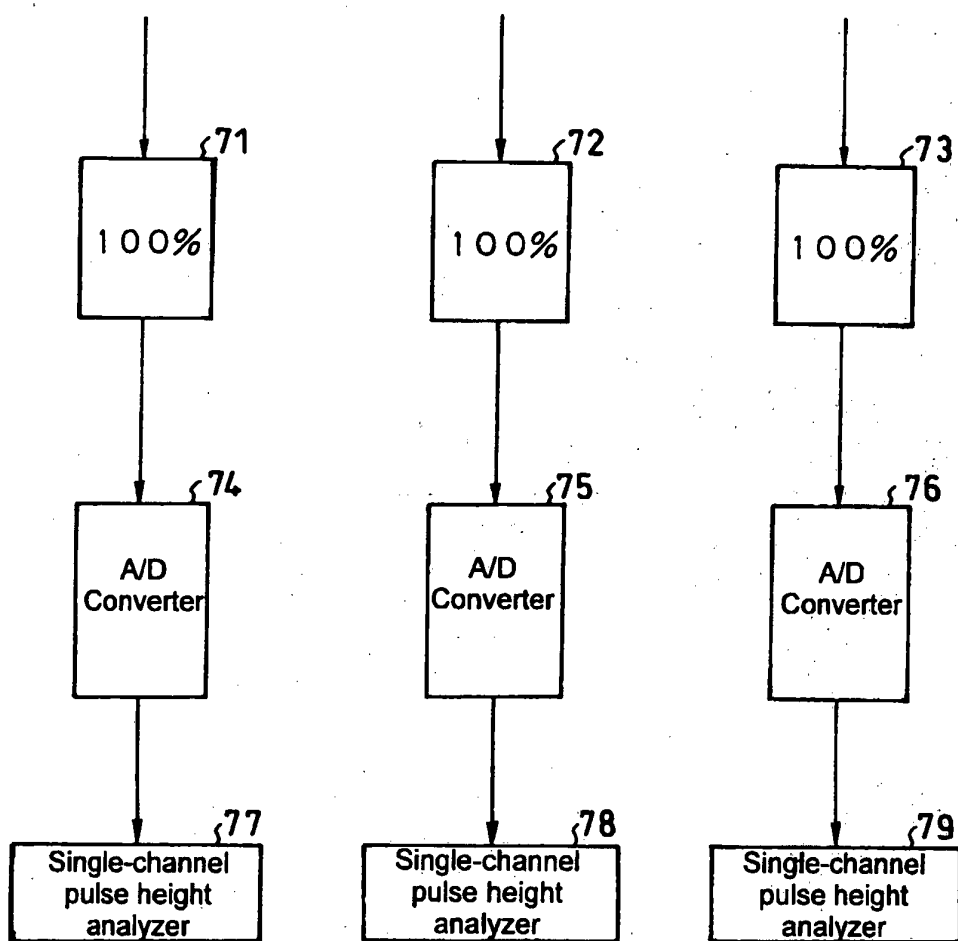 71 72 73
100% 100% 100%
74 75 76
A/D A/D A/D
Converter Converter Converter
77 78 79
Single-channel Single-channel Single-channel
pulse height pulse height pulse height
analyzer analyzer analyzer